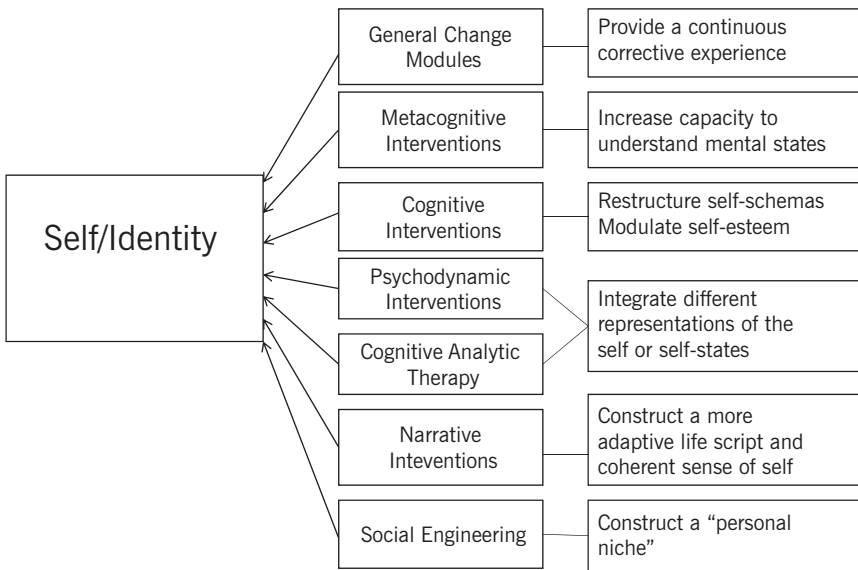 Self/Identity
General Change
Modules
Provide a continuous
corrective experience
Metacognitive
Interventions
Increase capacity to
understand mental states
Cognitive
Interventions
Restructure self-schemas
Modulate self-esteem
Psychodynamic
Interventions
Cognitive Analytic
Therapy
Integrate different
representations of the
self or self-states
Narrative
Inteventions
Construct a more
adaptive life script and
coherent sense of self
Social Engineering
Construct a “personal
niche”